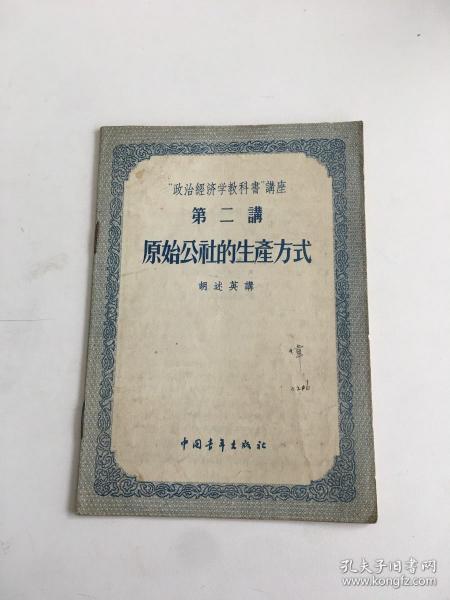 “政治經济学教科書”講座
第二講
原始公社的生產方式
胡述英講
中国青年出版社
孔夫子旧书网
www.kongfz.com